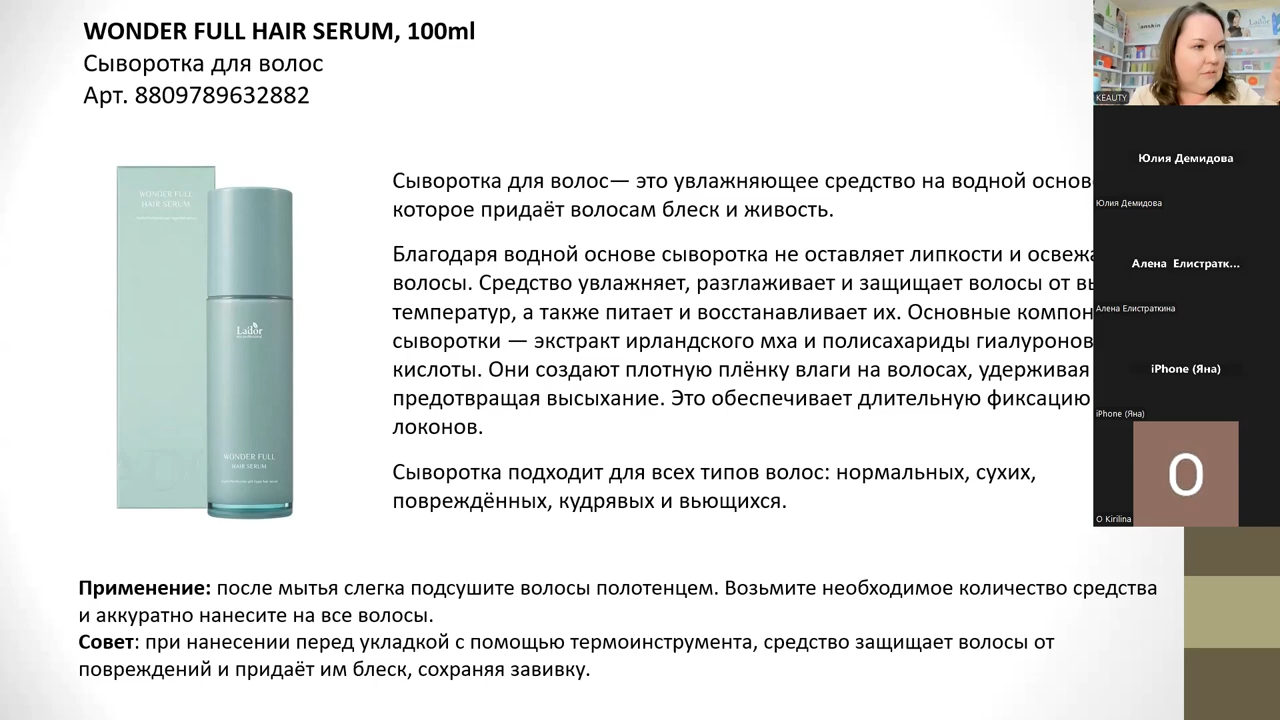 WONDER FULL HAIR SERUM, 100ml
Сыворотка для волос
Арт. 8809789632882
WONDER FULL
HAIR SERUM
La'dor
WONDER FULL
HAIR SERUM
Сыворотка для волос— это увлажняющее средство на водной основ
которое придаёт волосам блеск и живость.
Благодаря водной основе сыворотка не оставляет липкости и освежа
волосы. Средство увлажняет, разглаживает и защищает волосы от вы
температур, а также питает и восстанавливает их. Основные компон
сыворотки — экстракт ирландского мха и полисахариды гиалуронов
кислоты. Они создают плотную плёнку влаги на волосах, удерживая
предотвращая высыхание. Это обеспечивает длительную фиксацию
локонов.
Сыворотка подходит для всех типов волос: нормальных, сухих,
повреждённых, кудрявых и вьющихся.
Применение: после мытья слегка подсушите волосы полотенцем. Возьмите необходимое количество средства
и аккуратно нанесите на все волосы.
Совет: при нанесении перед укладкой с помощью термоинструмента, средство защищает волосы от
повреждений и придаёт им блеск, сохраняя завивку.
KEAUTY
Юлия Демидова
Юлия Демидова
Алена Елистратк...
Алена Елистраткина
iPhone (Яна)
iPhone (Яна)
O
O Kirilina